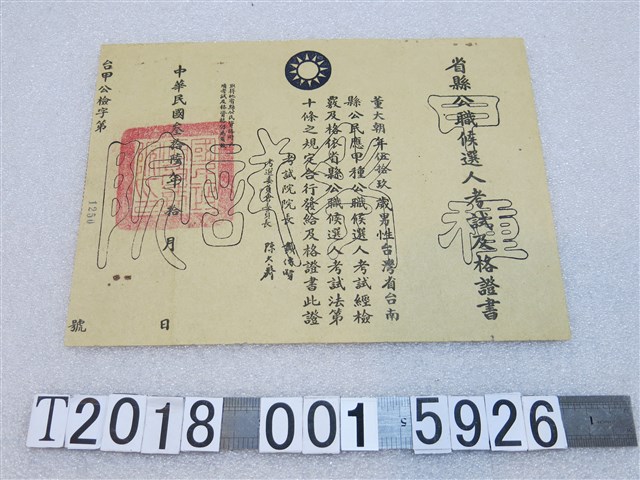 省縣公職候選人考試及格證書
甲種
董大朝年伍拾玖歲男性台灣省台南
縣公民應甲種公職候選人考試經檢
覈及格依省縣公職候選人考試法第
十條之規定合行發給及格證書此證
考試院院長 戴傳賢
考選委員會委員長 陳大齊
中華民國叁拾陸年拾月 日
台甲公檢字第 1250 號
T2018 001 5926